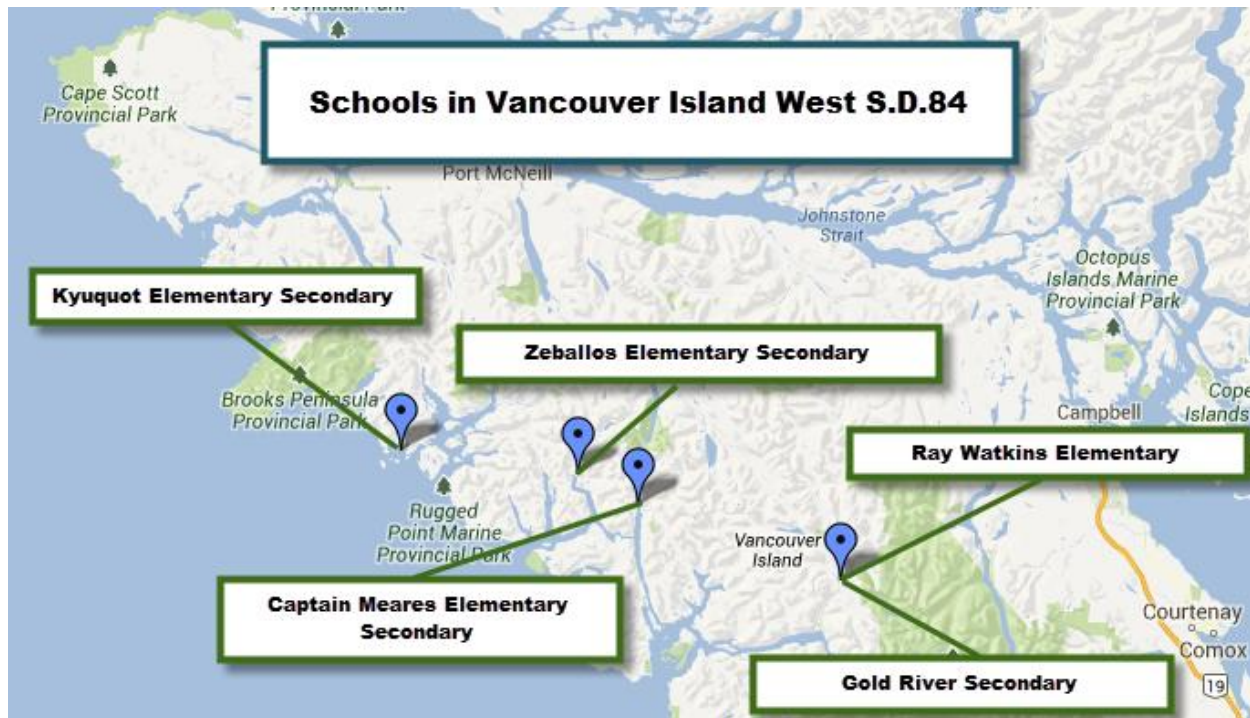 Provincial Park
Cape Scott
Provincial Park
Schools in Vancouver Island West S.D.84
Port McNeill
Johnstone
Strait
Octopus
Islands Marine
Provincial Park
Kyuquot Elementary Secondary
Zeballos Elementary Secondary
Brooks Peninsula
Provincial Park
Cope
Islands
Campbell
Ray Watkins Elementary
Rugged
Point Marine
Provincial Park
Vancouver
Island
Captain Meares Elementary
Secondary
Courtenay
Comox
19
Gold River Secondary